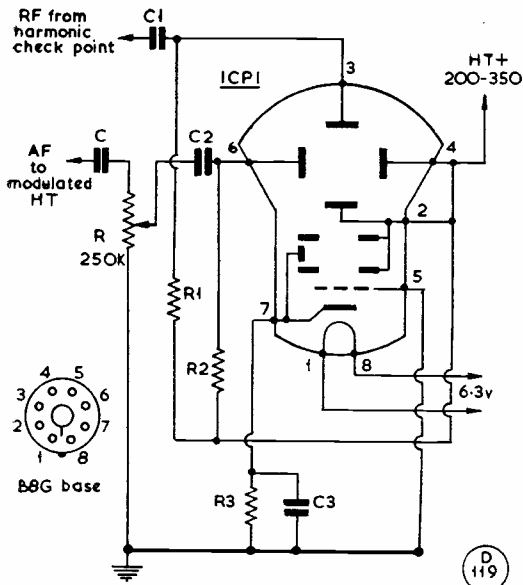 RF from
harmonic
check point
C1
ICPI
3
HT+
200-350
AF
to
modulated
HT
C
C2
6
4
R
250K
2
5
R1
7
R2
1
8
6·3v
4 5
3 6
2 7
1 8
B8G base
R3
C3
D
119